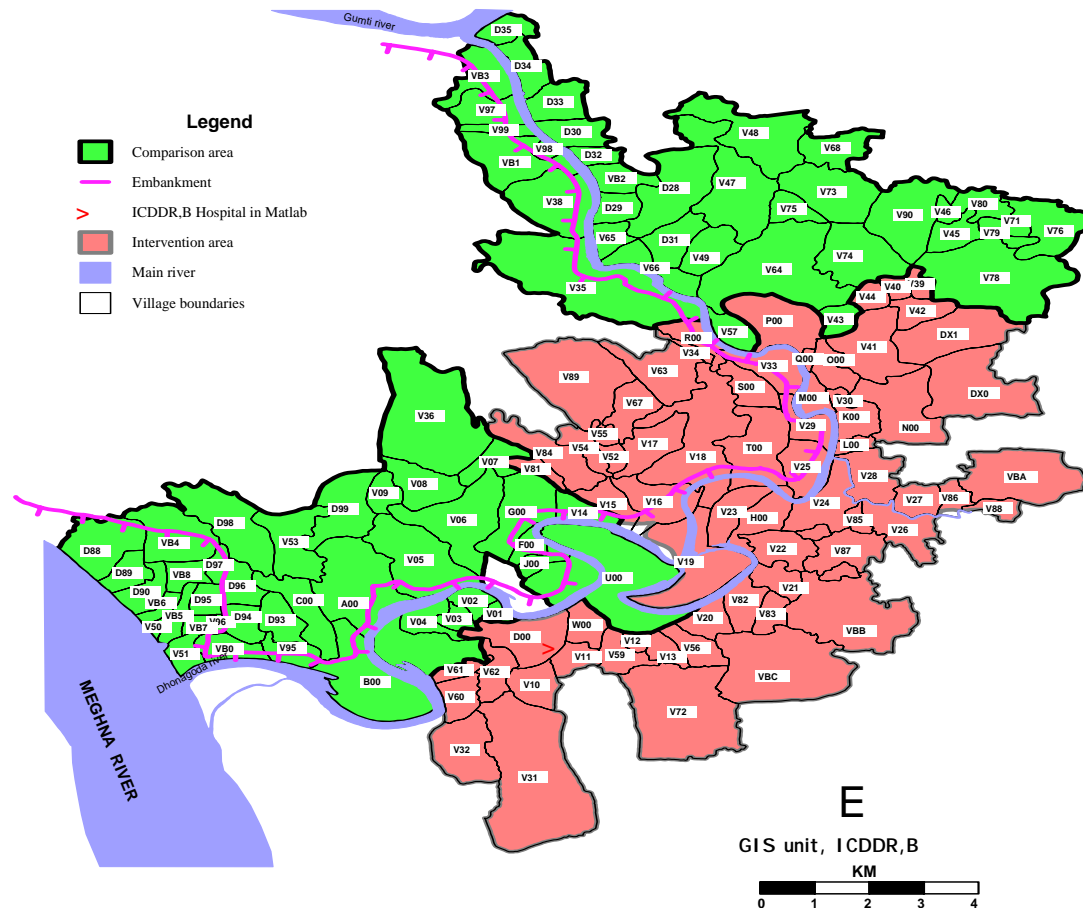 Gumti river
D35
D34
VB3
D33
V97
V99
D30
V48
V68
V98
D32
VB1
VB2
V47
D28
V73
V38
D29
V75
V90
V46
V80
V71
V45
V79
V76
V65
D31
V49
V74
V66
V64
V78
V35
V40
V39
V44
V42
V43
P00
V57
DX1
R00
V41
V34
V33
Q00
O00
V63
V89
S00
DX0
V67
M00
V30
K00
N00
V36
V29
V55
V54
V17
T00
L00
V84
V52
V18
V07
V81
V25
V28
VBA
V08
V09
V15
V16
V24
V27
V86
V88
D99
G00
V14
V23
H00
V85
V26
D98
V06
V53
VB4
F00
V22
V87
D88
V05
J00
V19
D97
D89
VB8
U00
V21
D96
D90
VB6
D95
C00
A00
V02
V82
V83
VB5
V96
D94
D93
V04
V03
V01
V20
V50
VB7
W00
VBB
D00
V12
V51
VB0
V95
V11
V59
V13
V56
Dhonagoda river
V61
V62
B00
V10
VBC
V60
V72
V32
V31
MEGHNA RIVER
Legend
Comparison area
Embankment
ICDDR,B Hospital in Matlab
Intervention area
Main river
Village boundaries
E
GIS unit, ICDDR,B
KM
0 1 2 3 4